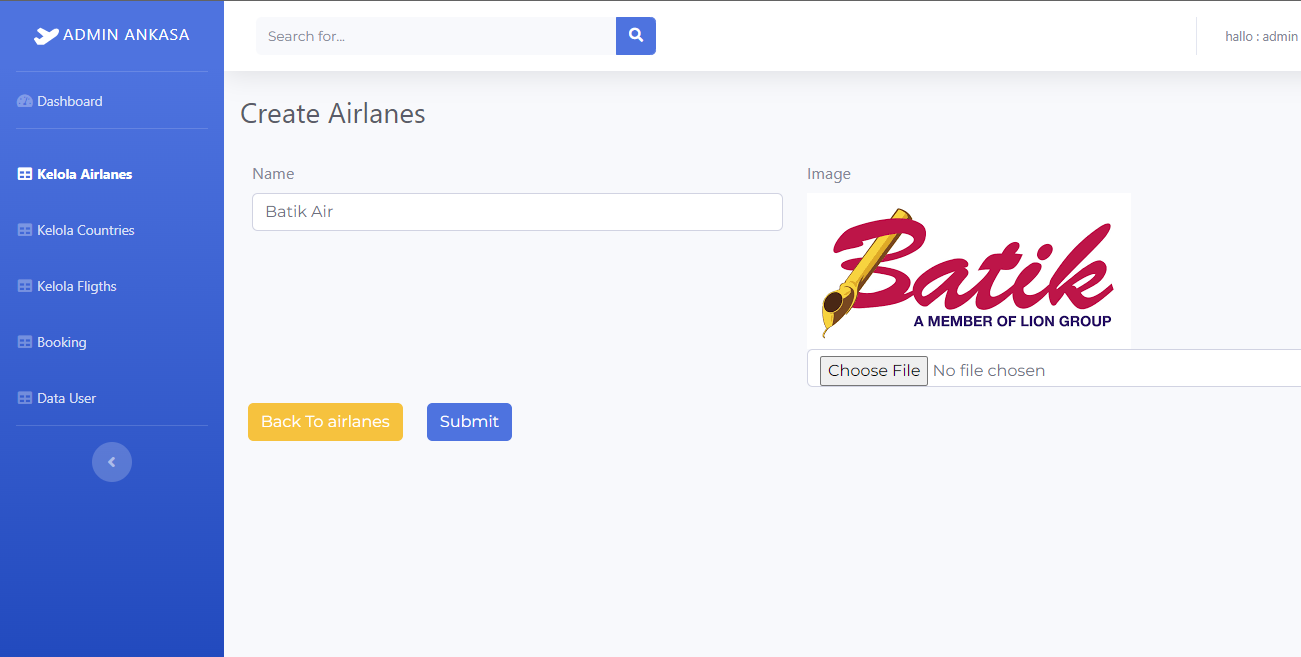 ADMIN ANKASA
Search for...
hallo : admin
Dashboard
Kelola Airlanes
Kelola Countries
Kelola Fligths
Booking
Data User
Create Airlanes
Name
Batik Air
Image
Batik
A MEMBER OF LION GROUP
Choose File No file chosen
Back To airlanes
Submit